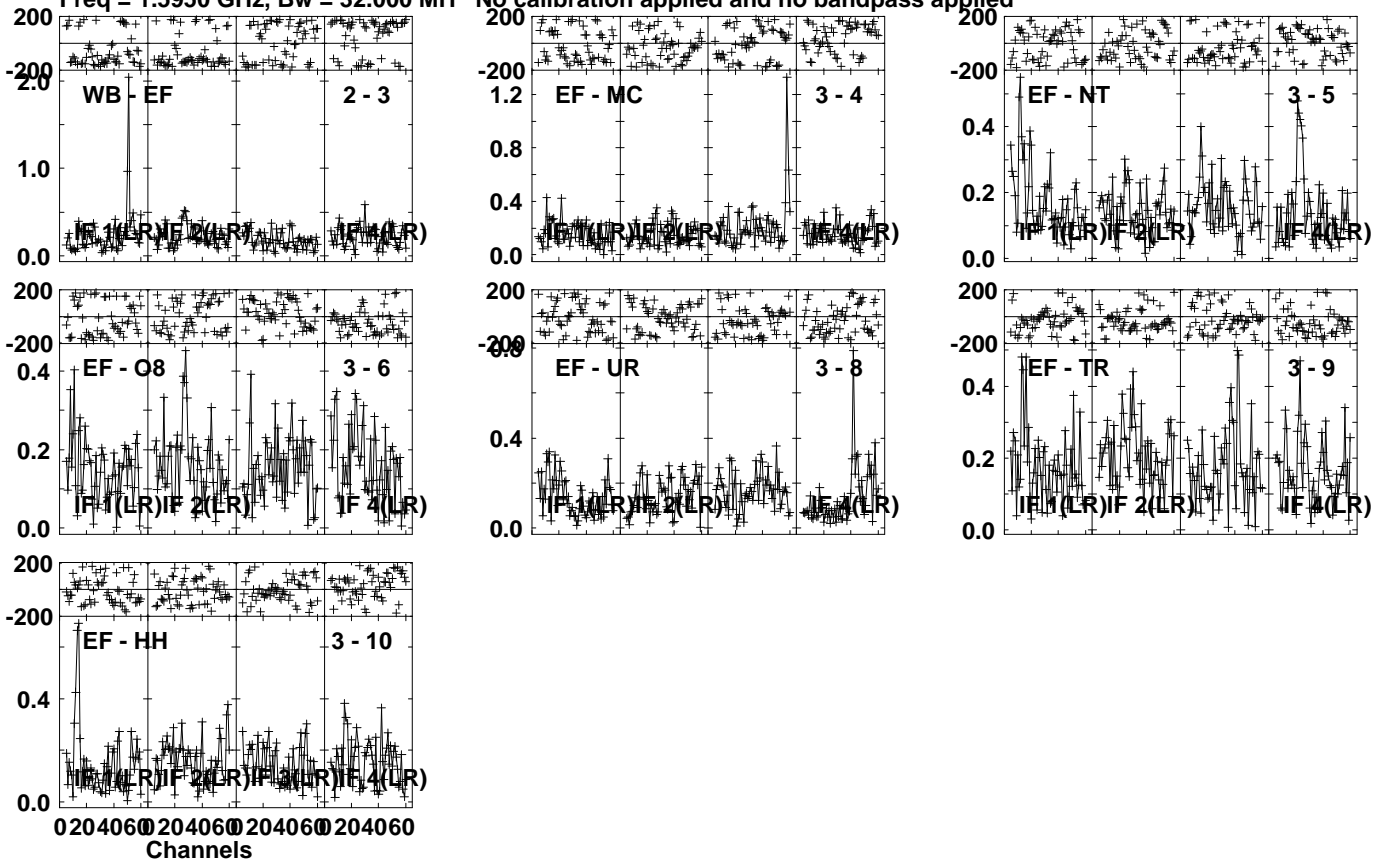 Freq = 1.5950 GHz, Bw = 32.000 MH No calibration applied and no bandpass applied
200
-200
2.0
1.0
0.0
WB - EF 2 - 3
IF 1(LR) IF 2(LR) IF 4(LR)
200
-200
1.2
0.8
0.4
0.0
EF - MC 3 - 4
IF 1(LR) IF 2(LR) IF 4(LR)
200
-200
0.4
0.2
0.0
EF - NT 3 - 5
IF 1(LR) IF 2(LR) IF 4(LR)
200
-200
0.4
0.2
0.0
EF - O8 3 - 6
IF 1(LR) IF 2(LR) IF 4(LR)
200
-200
0.8
0.4
0.0
EF - UR 3 - 8
IF 1(LR) IF 2(LR) IF 4(LR)
200
-200
0.4
0.2
0.0
EF - TR 3 - 9
IF 1(LR) IF 2(LR) IF 4(LR)
200
-200
0.4
0.0
EF - HH 3 - 10
IF 1(LR) IF 2(LR) IF 3(LR) IF 4(LR)
0 20 40 60 0 20 40 60 0 20 40 60 0 20 40 60
Channels